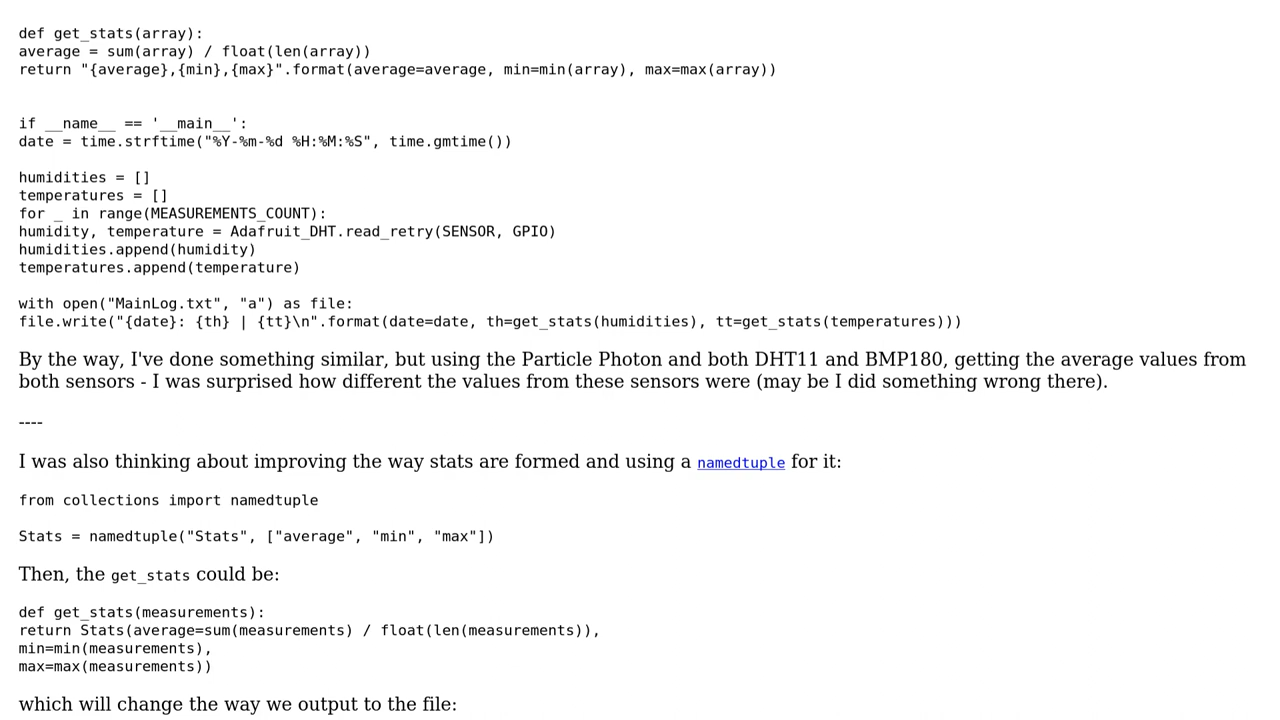 def get_stats(array):
average = sum(array) / float(len(array))
return "{average},{min},{max}".format(average=average, min=min(array), max=max(array))
if __name__ == '__main__':
date = time.strftime("%Y-%m-%d %H:%M:%S", time.gmtime())
humidities = []
temperatures = []
for _ in range(MEASUREMENTS_COUNT):
humidity, temperature = Adafruit_DHT.read_retry(SENSOR, GPIO)
humidities.append(humidity)
temperatures.append(temperature)
with open("MainLog.txt", "a") as file:
file.write("{date}: {th} | {tt}\n".format(date=date, th=get_stats(humidities), tt=get_stats(temperatures)))
By the way, I've done something similar, but using the Particle Photon and both DHT11 and BMP180, getting the average values from
both sensors - I was surprised how different the values from these sensors were (may be I did something wrong there).
----
I was also thinking about improving the way stats are formed and using a namedtuple for it:
from collections import namedtuple
Stats = namedtuple("Stats", ["average", "min", "max"])
Then, the get_stats could be:
def get_stats(measurements):
return Stats(average=sum(measurements) / float(len(measurements)),
min=min(measurements),
max=max(measurements))
which will change the way we output to the file: